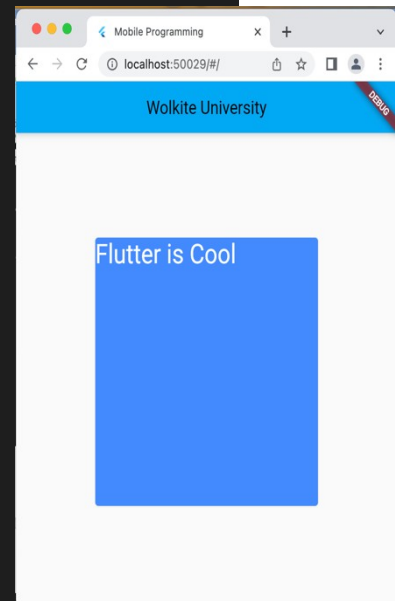 Mobile Programming
localhost:50029/#/
Wolkite University
DEBUG
Flutter is Cool